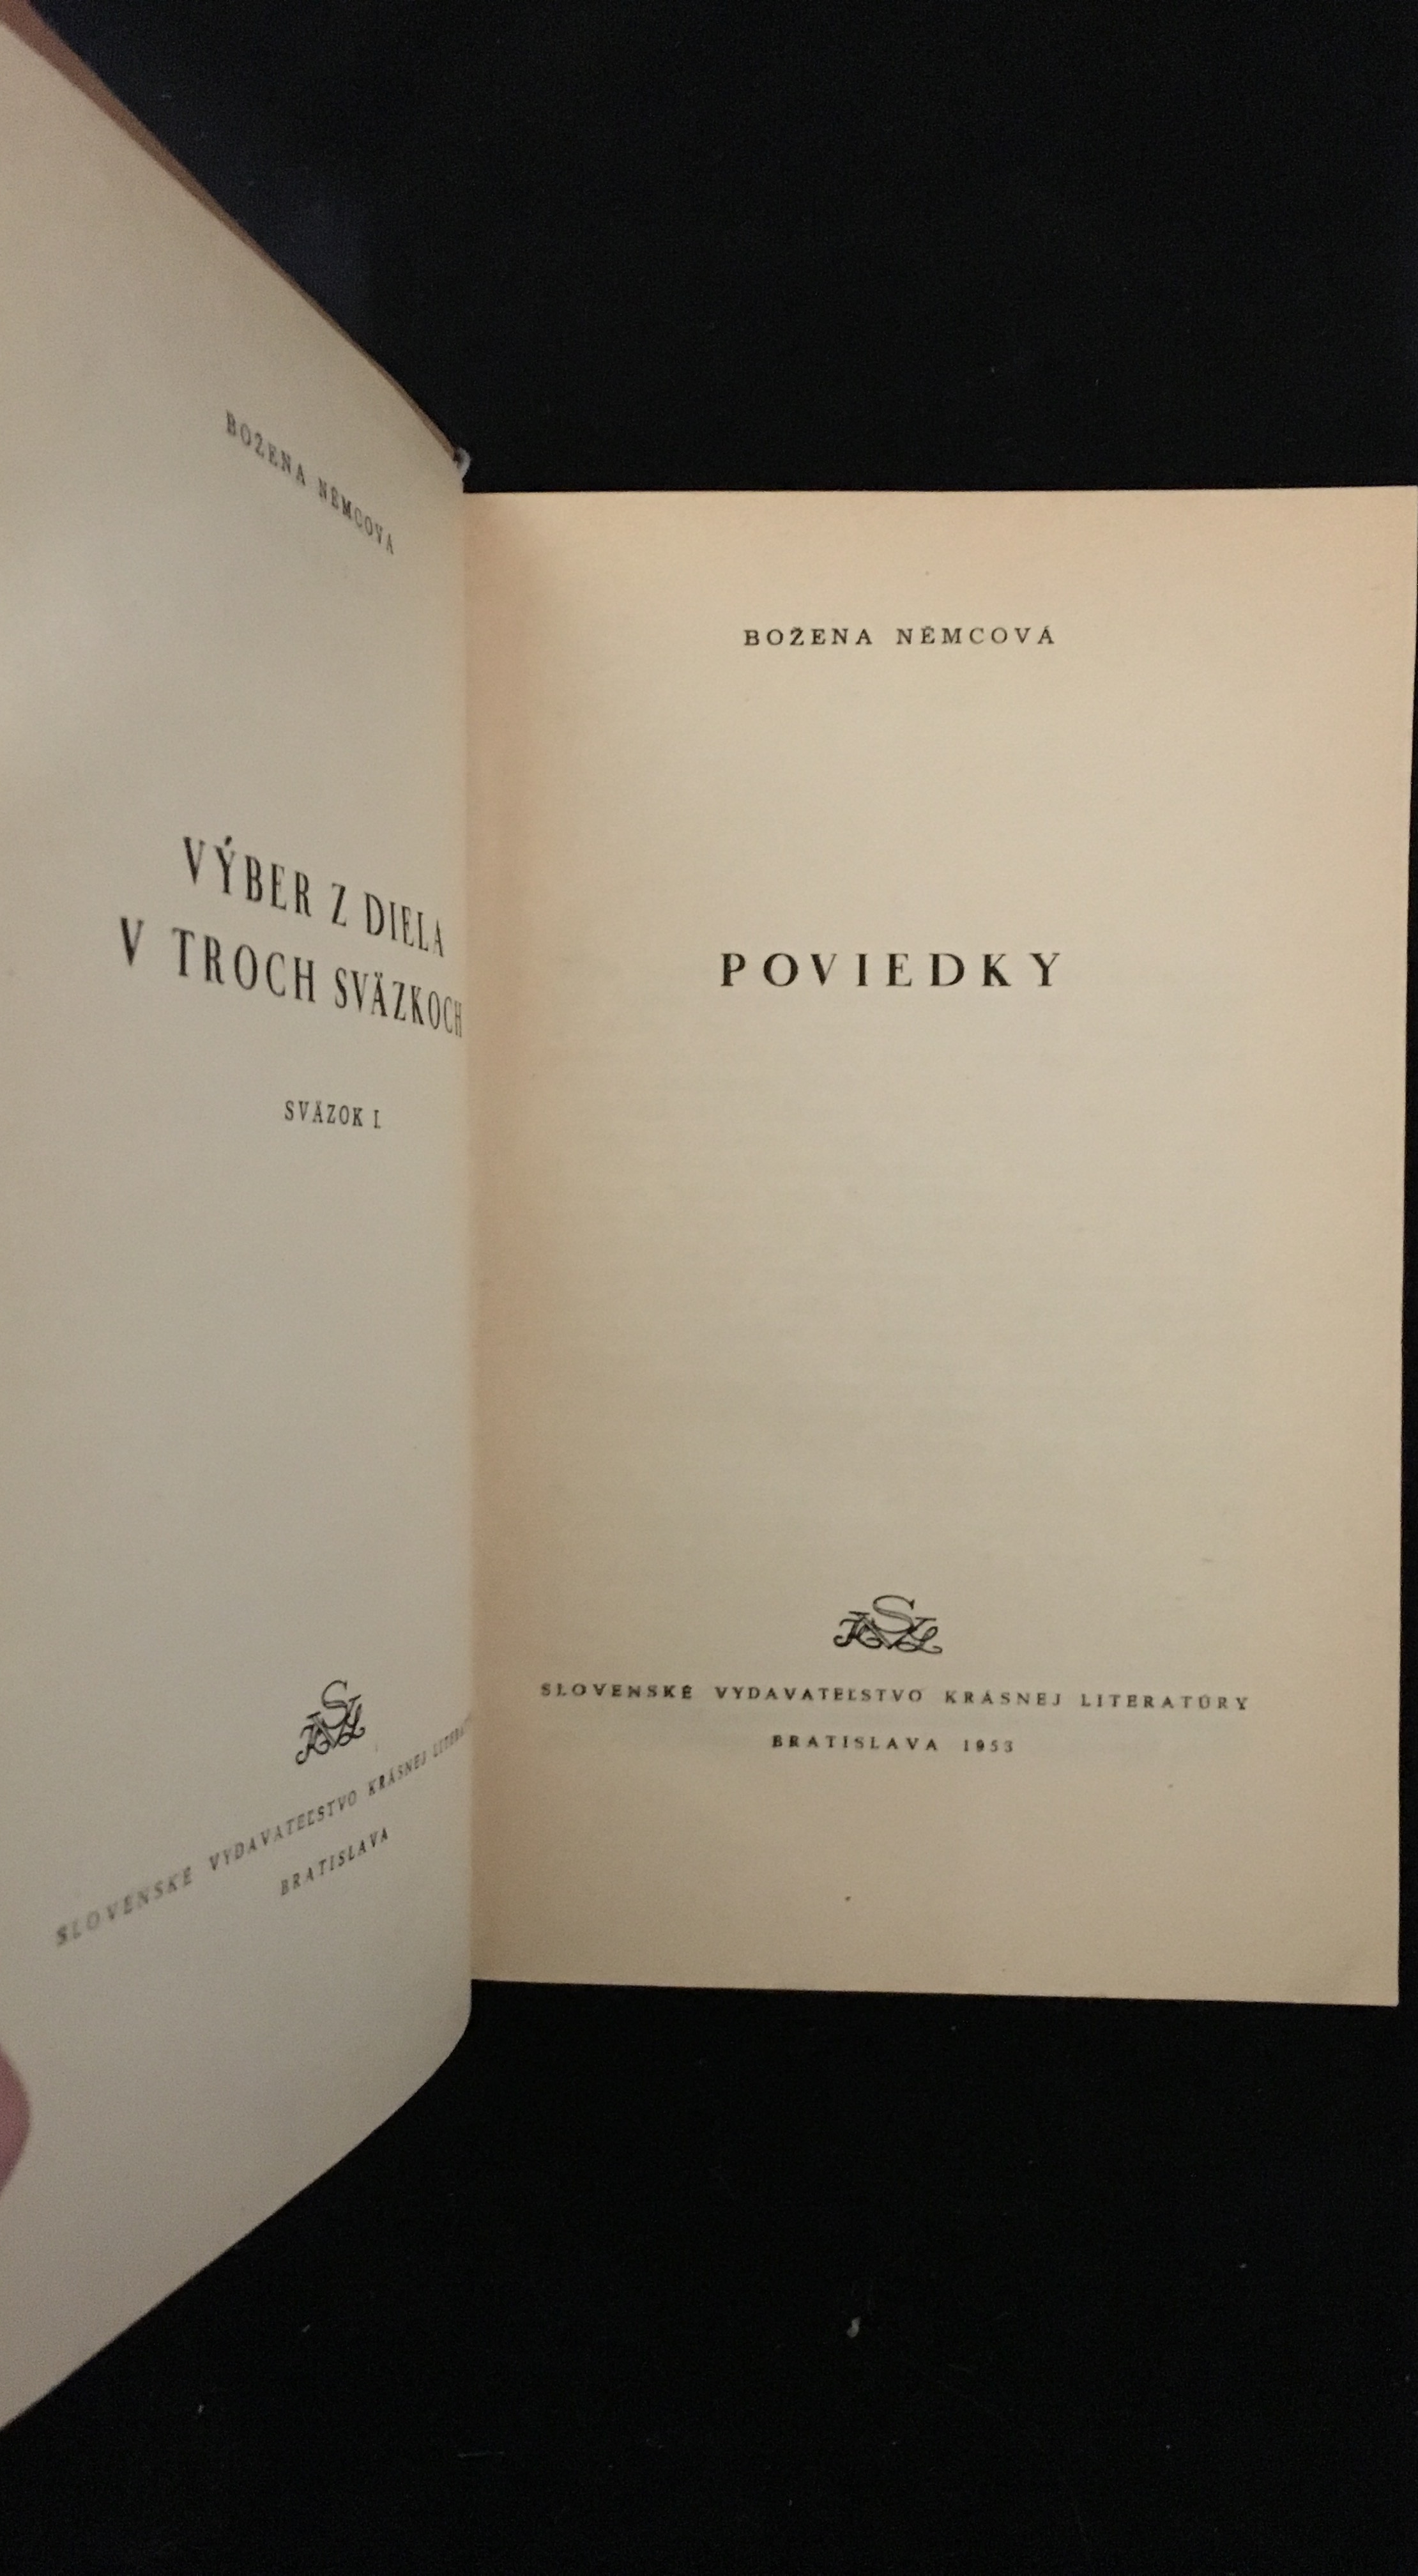 BOŽENA NĚMCOVÁ
VÝBER Z DIELA
V TROCH SVÄZKOCH
SVÄZOK I.
SLOVENSKÉ VYDAVATEĽSTVO KRÁSNEJ
BRATISLAVA
BOŽENA NĚMCOVÁ
POVIEDKY
SLOVENSKÉ VYDAVATEĽSTVO KRÁSNEJ LITERATÚRY
BRATISLAVA 1953